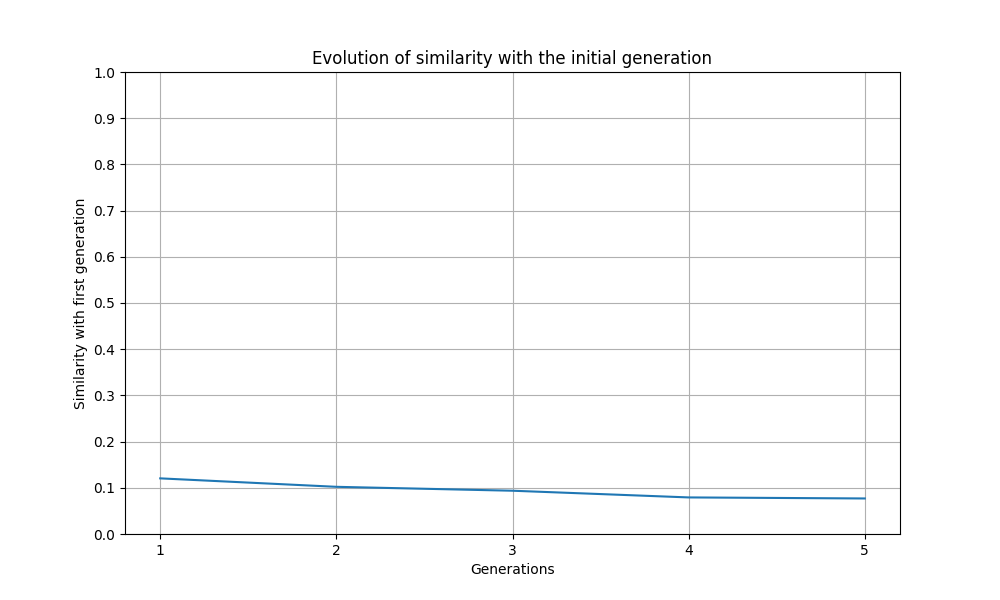 Evolution of similarity with the initial generation
1.0
0.9
0.8
0.7
0.6
0.5
0.4
0.3
0.2
0.1
0.0
Similarity with first generation
1 2 3 4 5
Generations